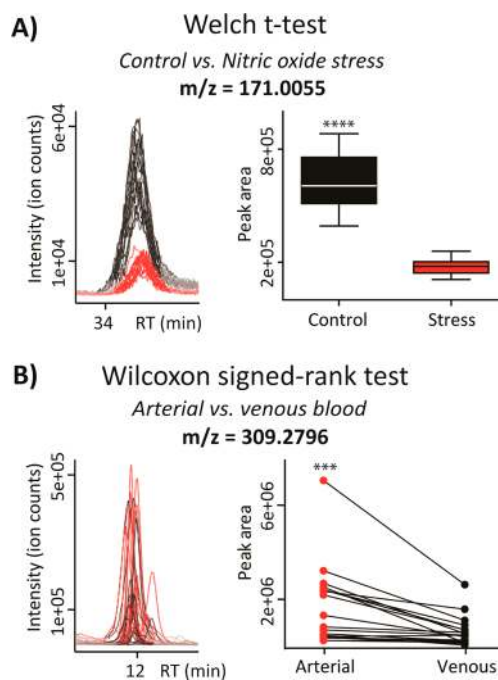 A)
Welch t-test
Control vs. Nitric oxide stress
m/z = 171.0055
Intensity (ion counts)
6e+04
1e+04
34
RT (min)
Peak area
8e+05
2e+05
****
Control
Stress
B)
Wilcoxon signed-rank test
Arterial vs. venous blood
m/z = 309.2796
Intensity (ion counts)
5e+05
1e+05
12
RT (min)
Peak area
6e+06
2e+06
***
Arterial
Venous